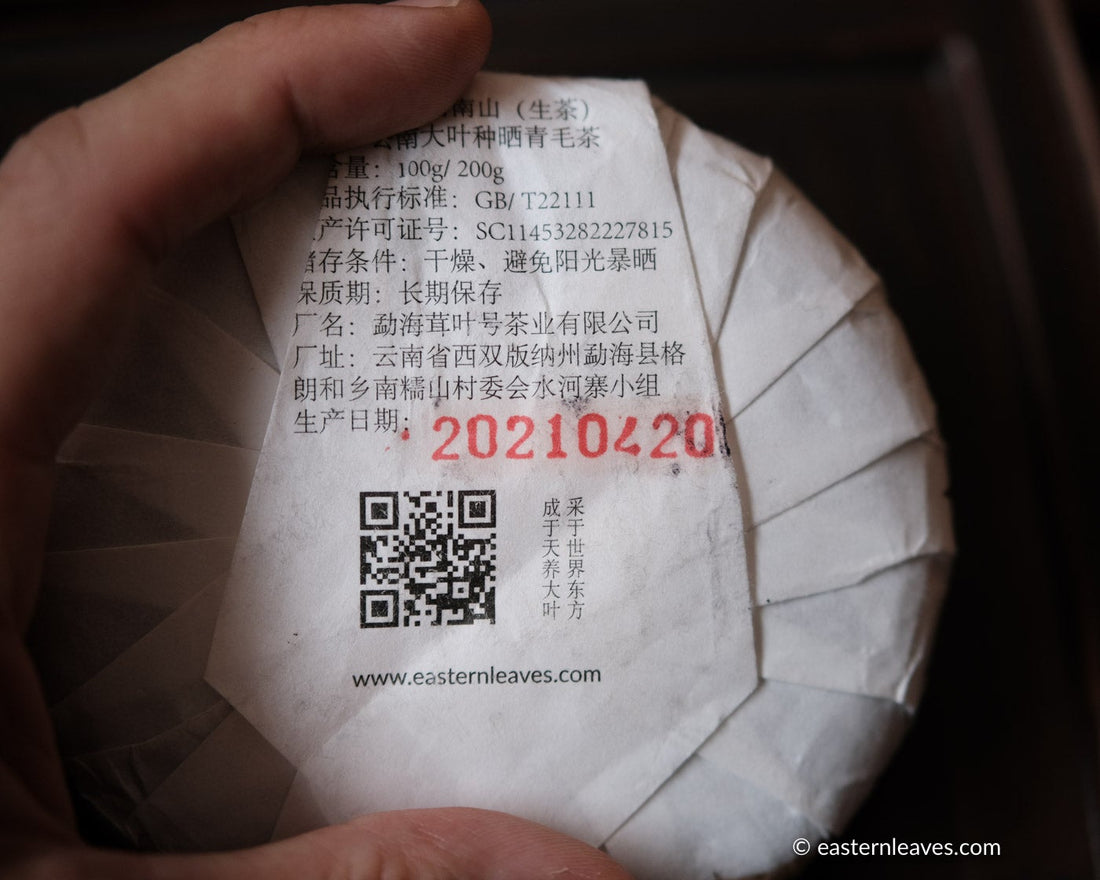 南山（生茶）
云南大叶种晒青毛茶
含量：100g/ 200g
品执行标准：GB/ T22111
产许可证号：SC11453282227815
储存条件：干燥、避免阳光暴晒
保质期：长期保存
厂名：勐海茸叶号茶业有限公司
厂址：云南省西双版纳州勐海县格
朗和乡南糯山村委会水河寨小组
生产日期：20210420
采于世界东方
成于天养大叶
www.easternleaves.com
© easternleaves.com